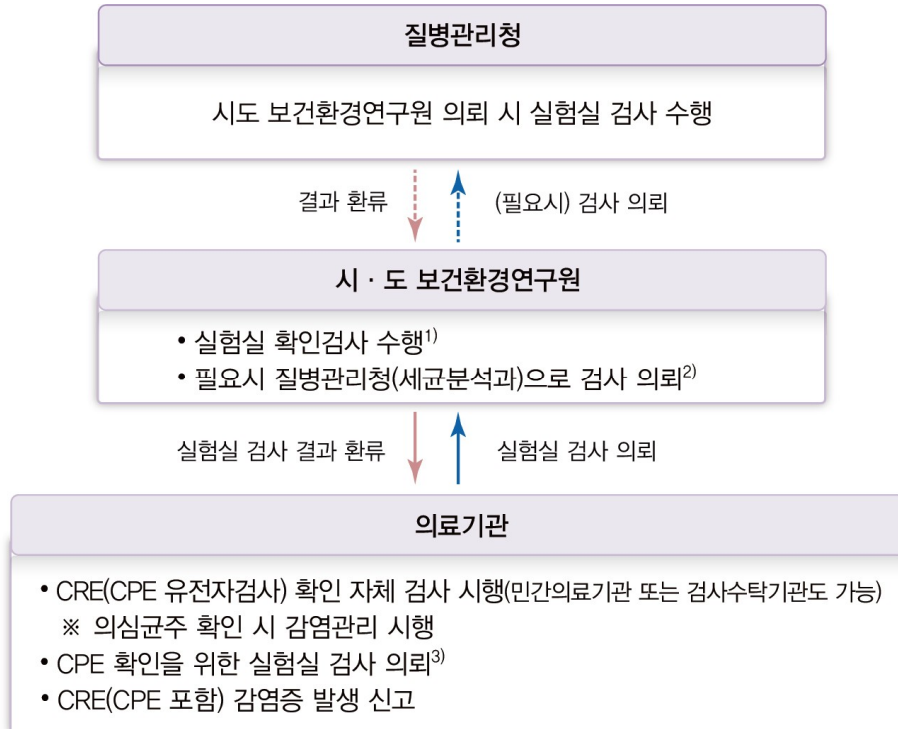 질병관리청
시도 보건환경연구원 의뢰 시 실험실 검사 수행
결과 환류
(필요시) 검사 의뢰
시 · 도 보건환경연구원
• 실험실 확인검사 수행1)
• 필요시 질병관리청(세균분석과)으로 검사 의뢰2)
실험실 검사 결과 환류
실험실 검사 의뢰
의료기관
• CRE(CPE 유전자검사) 확인 자체 검사 시행(민간의료기관 또는 검사수탁기관도 가능)
※ 의심균주 확인 시 감염관리 시행
• CPE 확인을 위한 실험실 검사 의뢰3)
• CRE(CPE 포함) 감염증 발생 신고